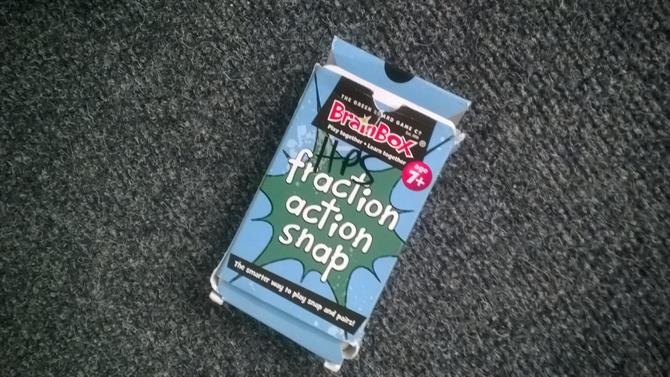 THE GREEN BOARD GAME Cº
BrainBox®
Play together • Learn together
age
7+
HPS
fraction
action
snap
The smarter way to play snap and pairs!